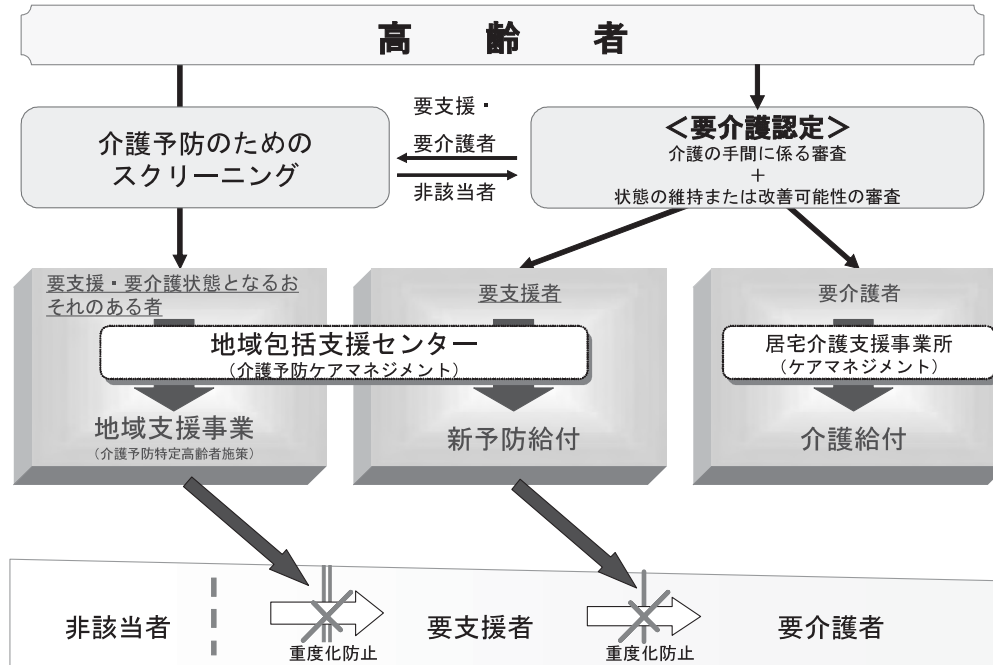 高齢者
介護予防のための
スクリーニング
要支援・
要介護者
非該当者
＜要介護認定＞
介護の手間に係る審査
＋
状態の維持または改善可能性の審査
要支援・要介護状態となるお
それのある者
要支援者
要介護者
地域包括支援センター
（介護予防ケアマネジメント）
居宅介護支援事業所
（ケアマネジメント）
地域支援事業
（介護予防特定高齢者施策）
新予防給付
介護給付
非該当者
重度化防止
要支援者
重度化防止
要介護者